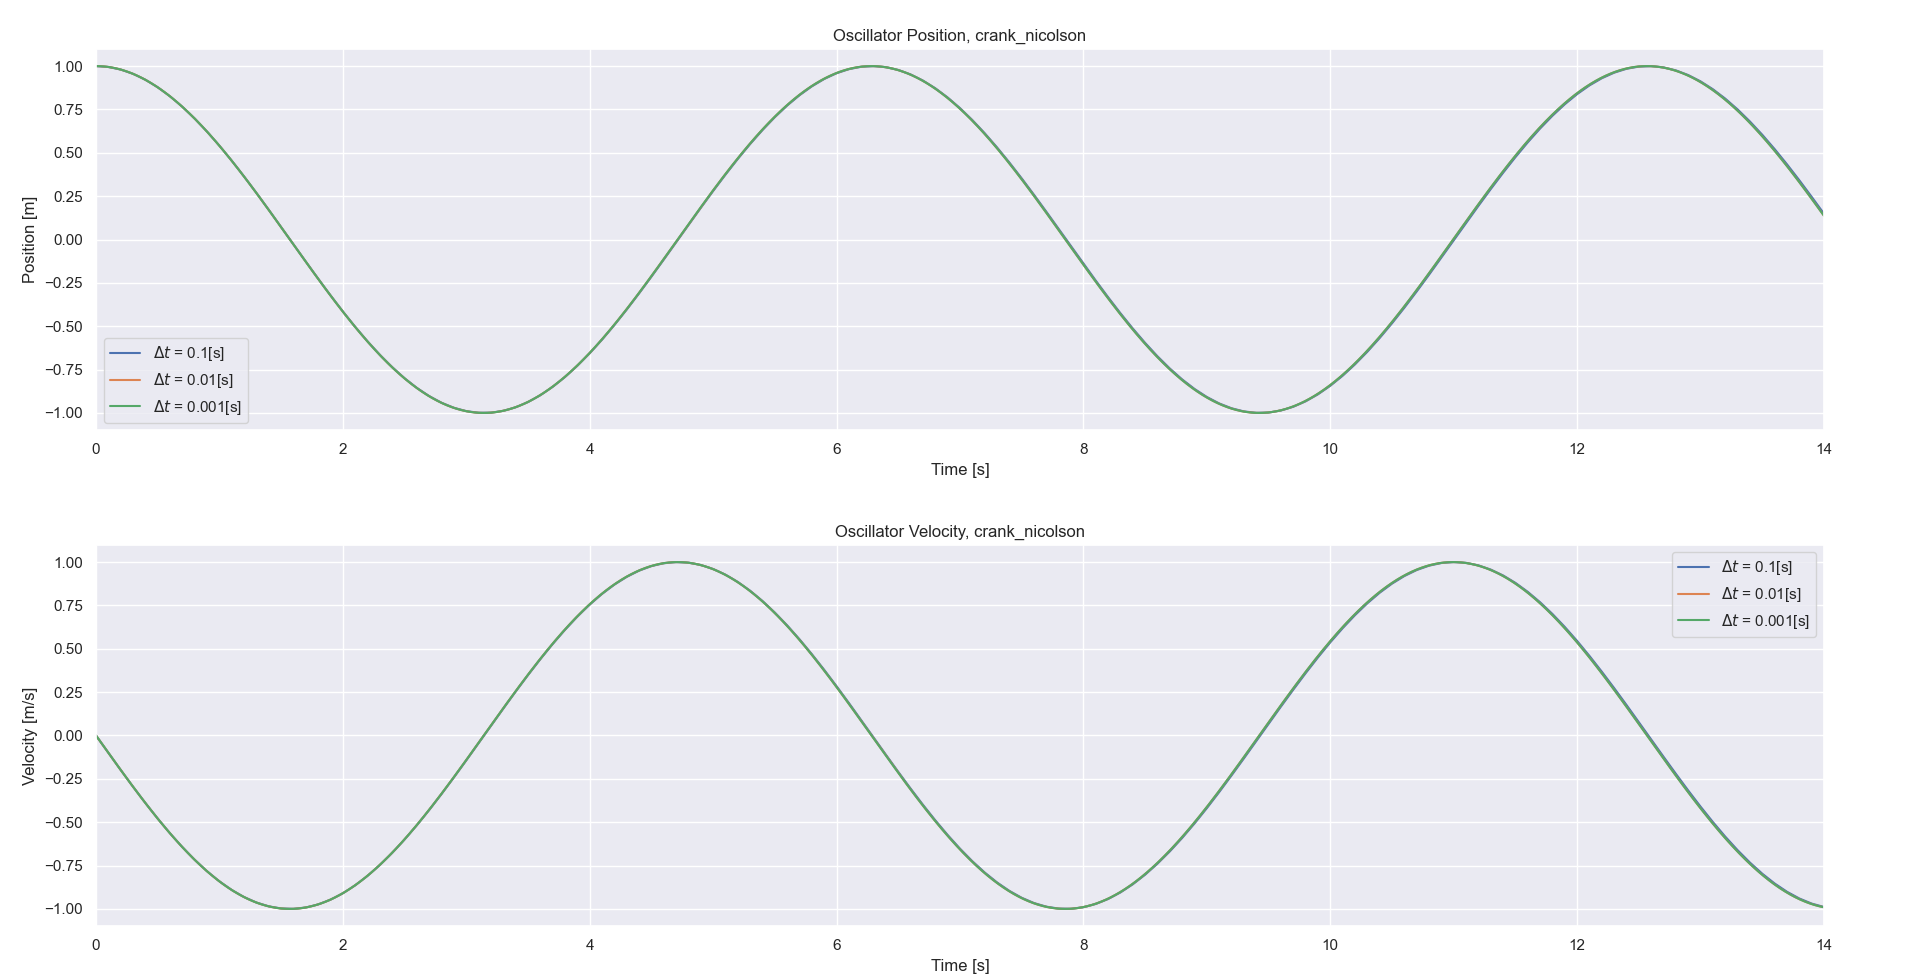 Oscillator Position, crank_nicolson
1.00
0.75
0.50
0.25
0.00
−0.25
−0.50
−0.75
−1.00
Position [m]
Δt = 0.1[s]
Δt = 0.01[s]
Δt = 0.001[s]
0 2 4 6 8 10 12 14
Time [s]
Oscillator Velocity, crank_nicolson
1.00
0.75
0.50
0.25
0.00
−0.25
−0.50
−0.75
−1.00
Velocity [m/s]
Δt = 0.1[s]
Δt = 0.01[s]
Δt = 0.001[s]
0 2 4 6 8 10 12 14
Time [s]